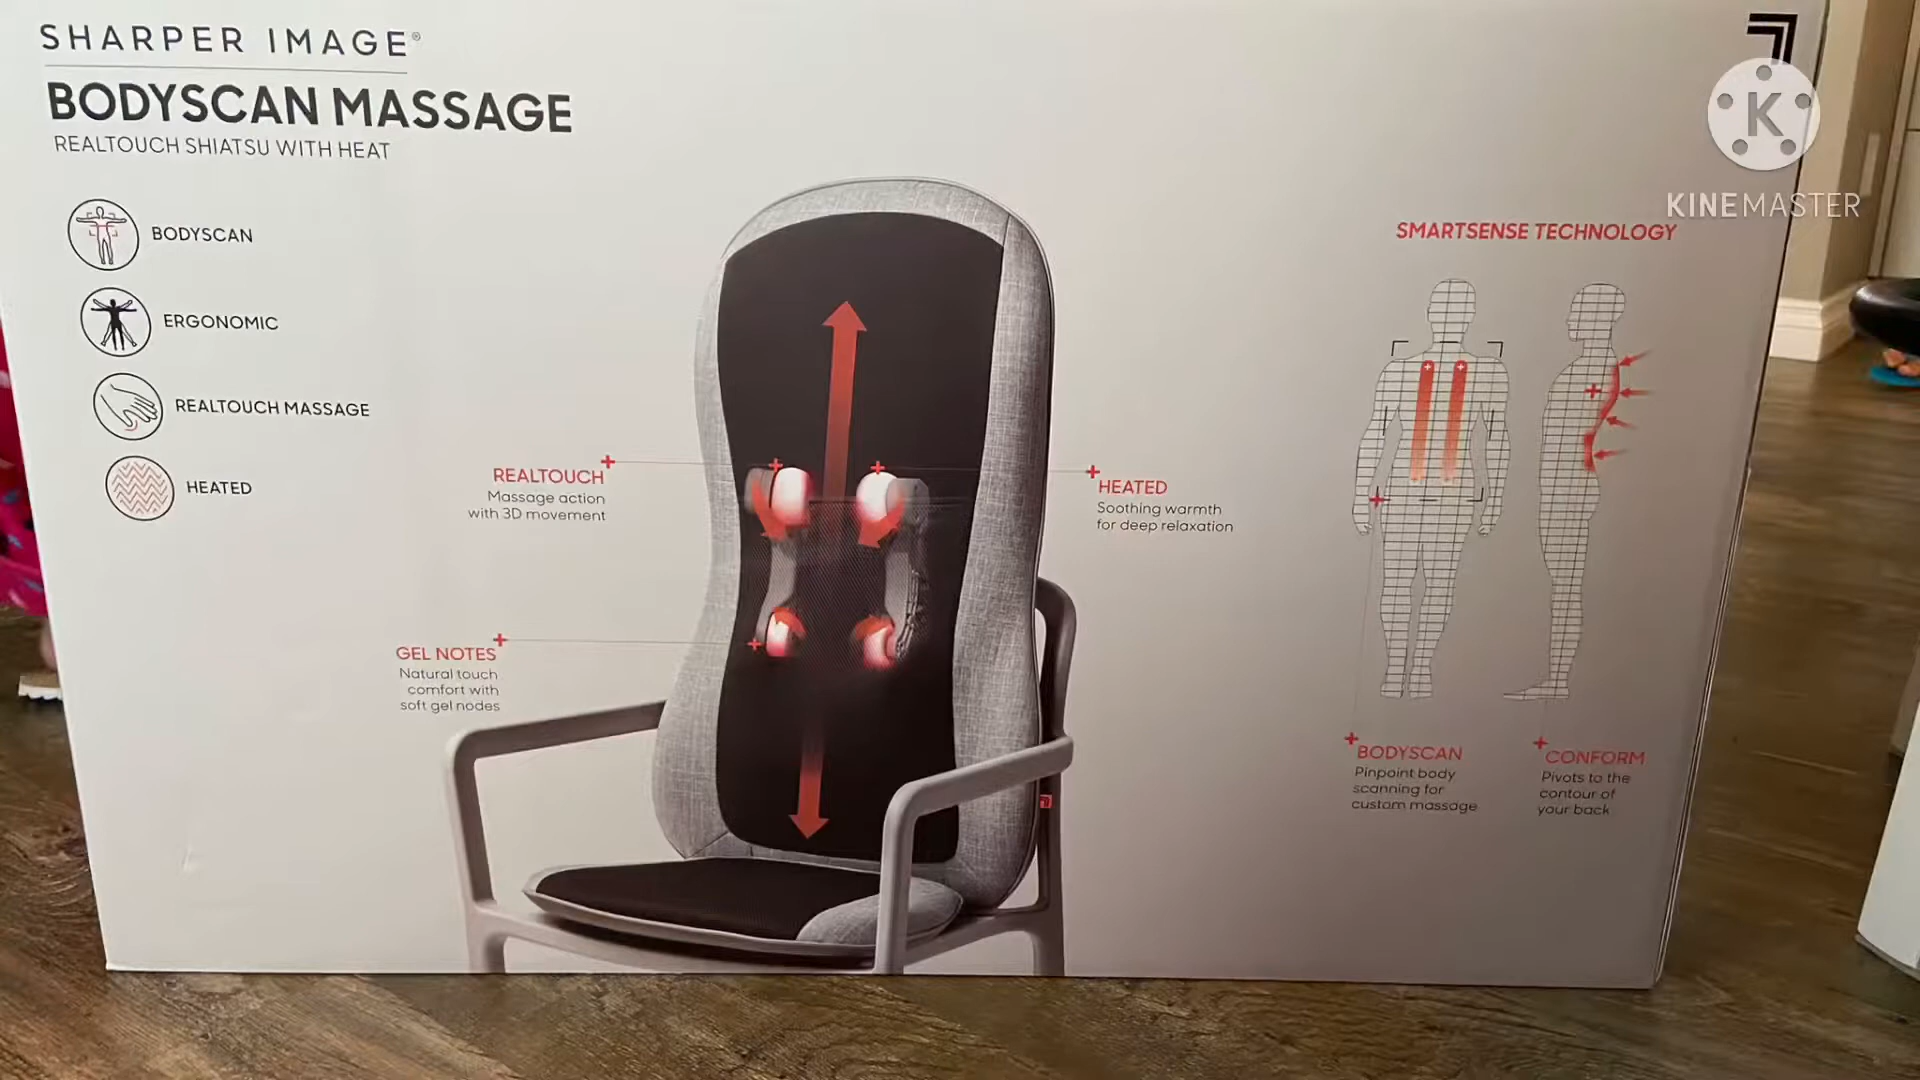 SHARPER IMAGE®
BODYSCAN MASSAGE
REALTOUCH SHIATSU WITH HEAT
BODYSCAN
ERGONOMIC
REALTOUCH MASSAGE
HEATED
REALTOUCH
Massage action
with 3D movement
GEL NOTES
Natural touch
comfort with
soft gel nodes
HEATED
Soothing warmth
for deep relaxation
K
KINEMASTER
SMARTSENSE TECHNOLOGY
BODYSCAN
Pinpoint body
scanning for
custom massage
CONFORM
Pivots to the
contour of
your back